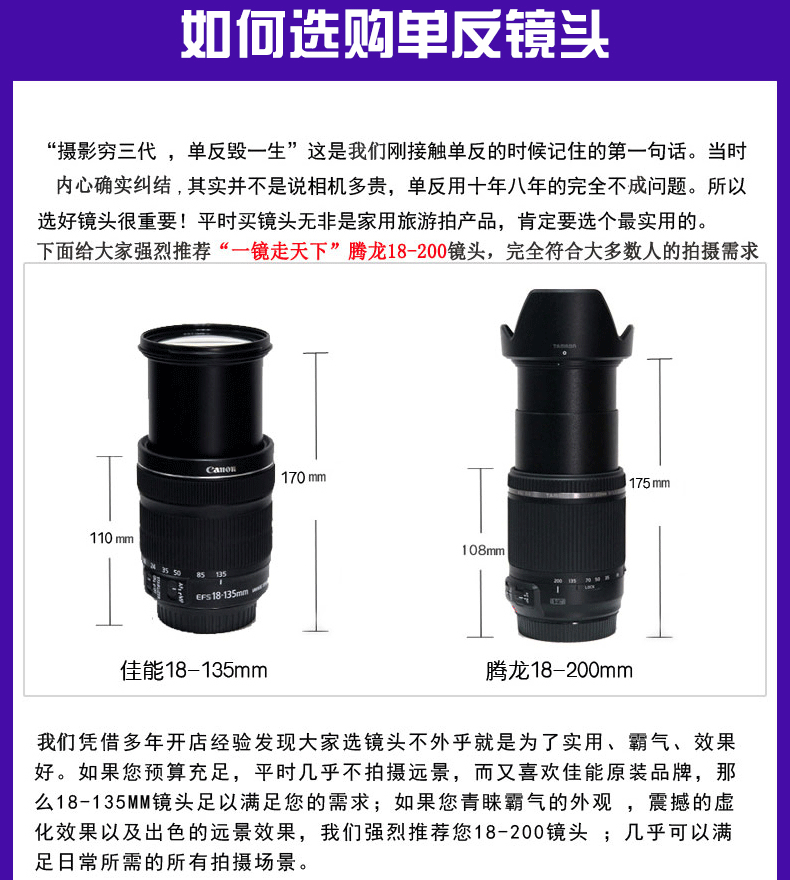 如何选购单反镜头
“摄影穷三代 ，单反毁一生”这是我们刚接触单反的时候记住的第一句话。当时
内心确实纠结，其实并不是说相机多贵，单反用十年八年的完全不成问题。所以
选好镜头很重要！平时买镜头无非是家用旅游拍产品，肯定要选个最实用的。
下面给大家强烈推荐“一镜走天下”腾龙18-200镜头，完全符合大多数人的拍摄需求
TAMRON
Canon
170 mm
175 mm
110 mm
108mm
24 35 50 85 135
EFS18-135mm
200 135 70 50 35
LOCK
VC
佳能18-135mm
腾龙18-200mm
我们凭借多年开店经验发现大家选镜头不外乎就是为了实用、霸气、效果
好。如果您预算充足，平时几乎不拍摄远景，而又喜欢佳能原装品牌，那
么18-135MM镜头足以满足您的需求；如果您青睐霸气的外观 ，震撼的虚
化效果以及出色的远景效果，我们强烈推荐您18-200镜头 ；几乎可以满
足日常所需的所有拍摄场景。